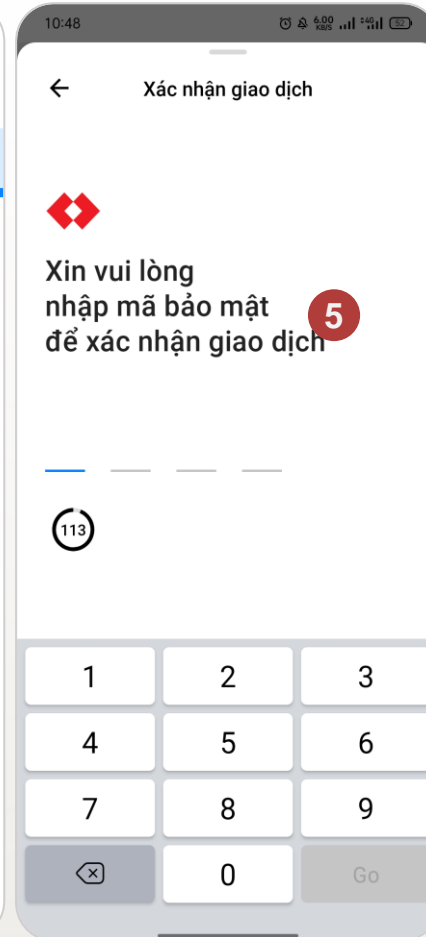 10:48 6.00 KB/S 4G 52
Xác nhận giao dịch
Xin vui lòng
nhập mã bảo mật
để xác nhận giao dịch
5
113
1 2 3
4 5 6
7 8 9
0 Go